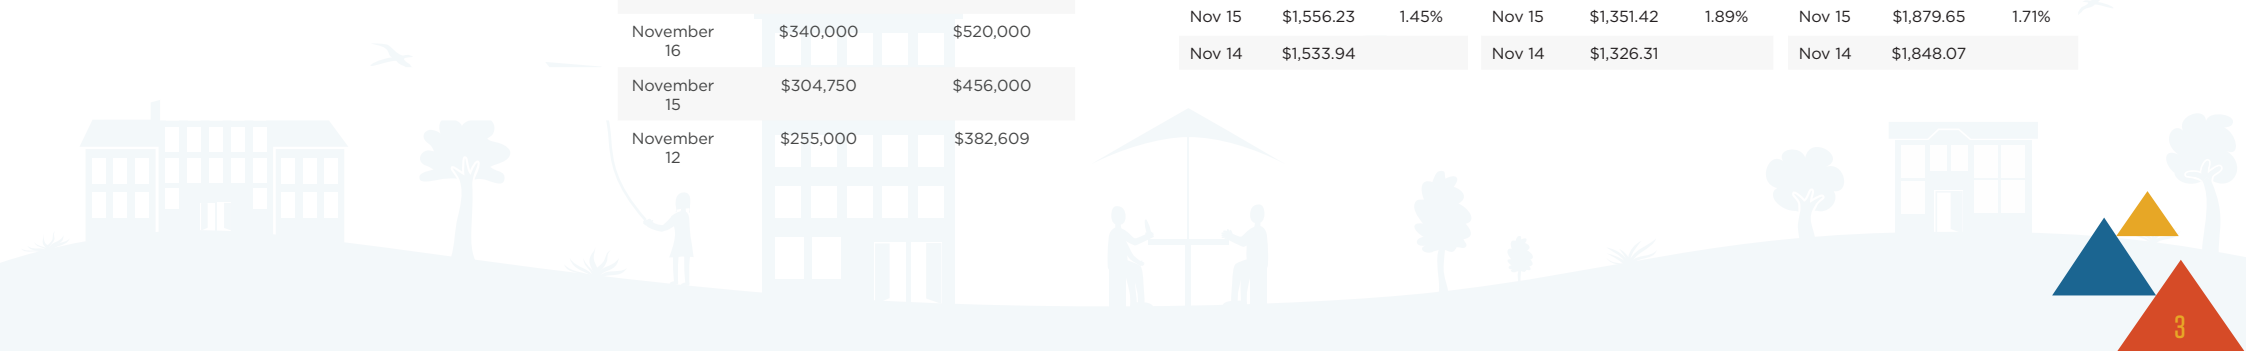 November $340,000 $520,000
16
November $304,750 $456,000
15
November $255,000 $382,609
12
Nov 15 $1,556.23 1.45% Nov 15 $1,351.42 1.89% Nov 15 $1,879.65 1.71%
Nov 14 $1,533.94 Nov 14 $1,326.31 Nov 14 $1,848.07
3